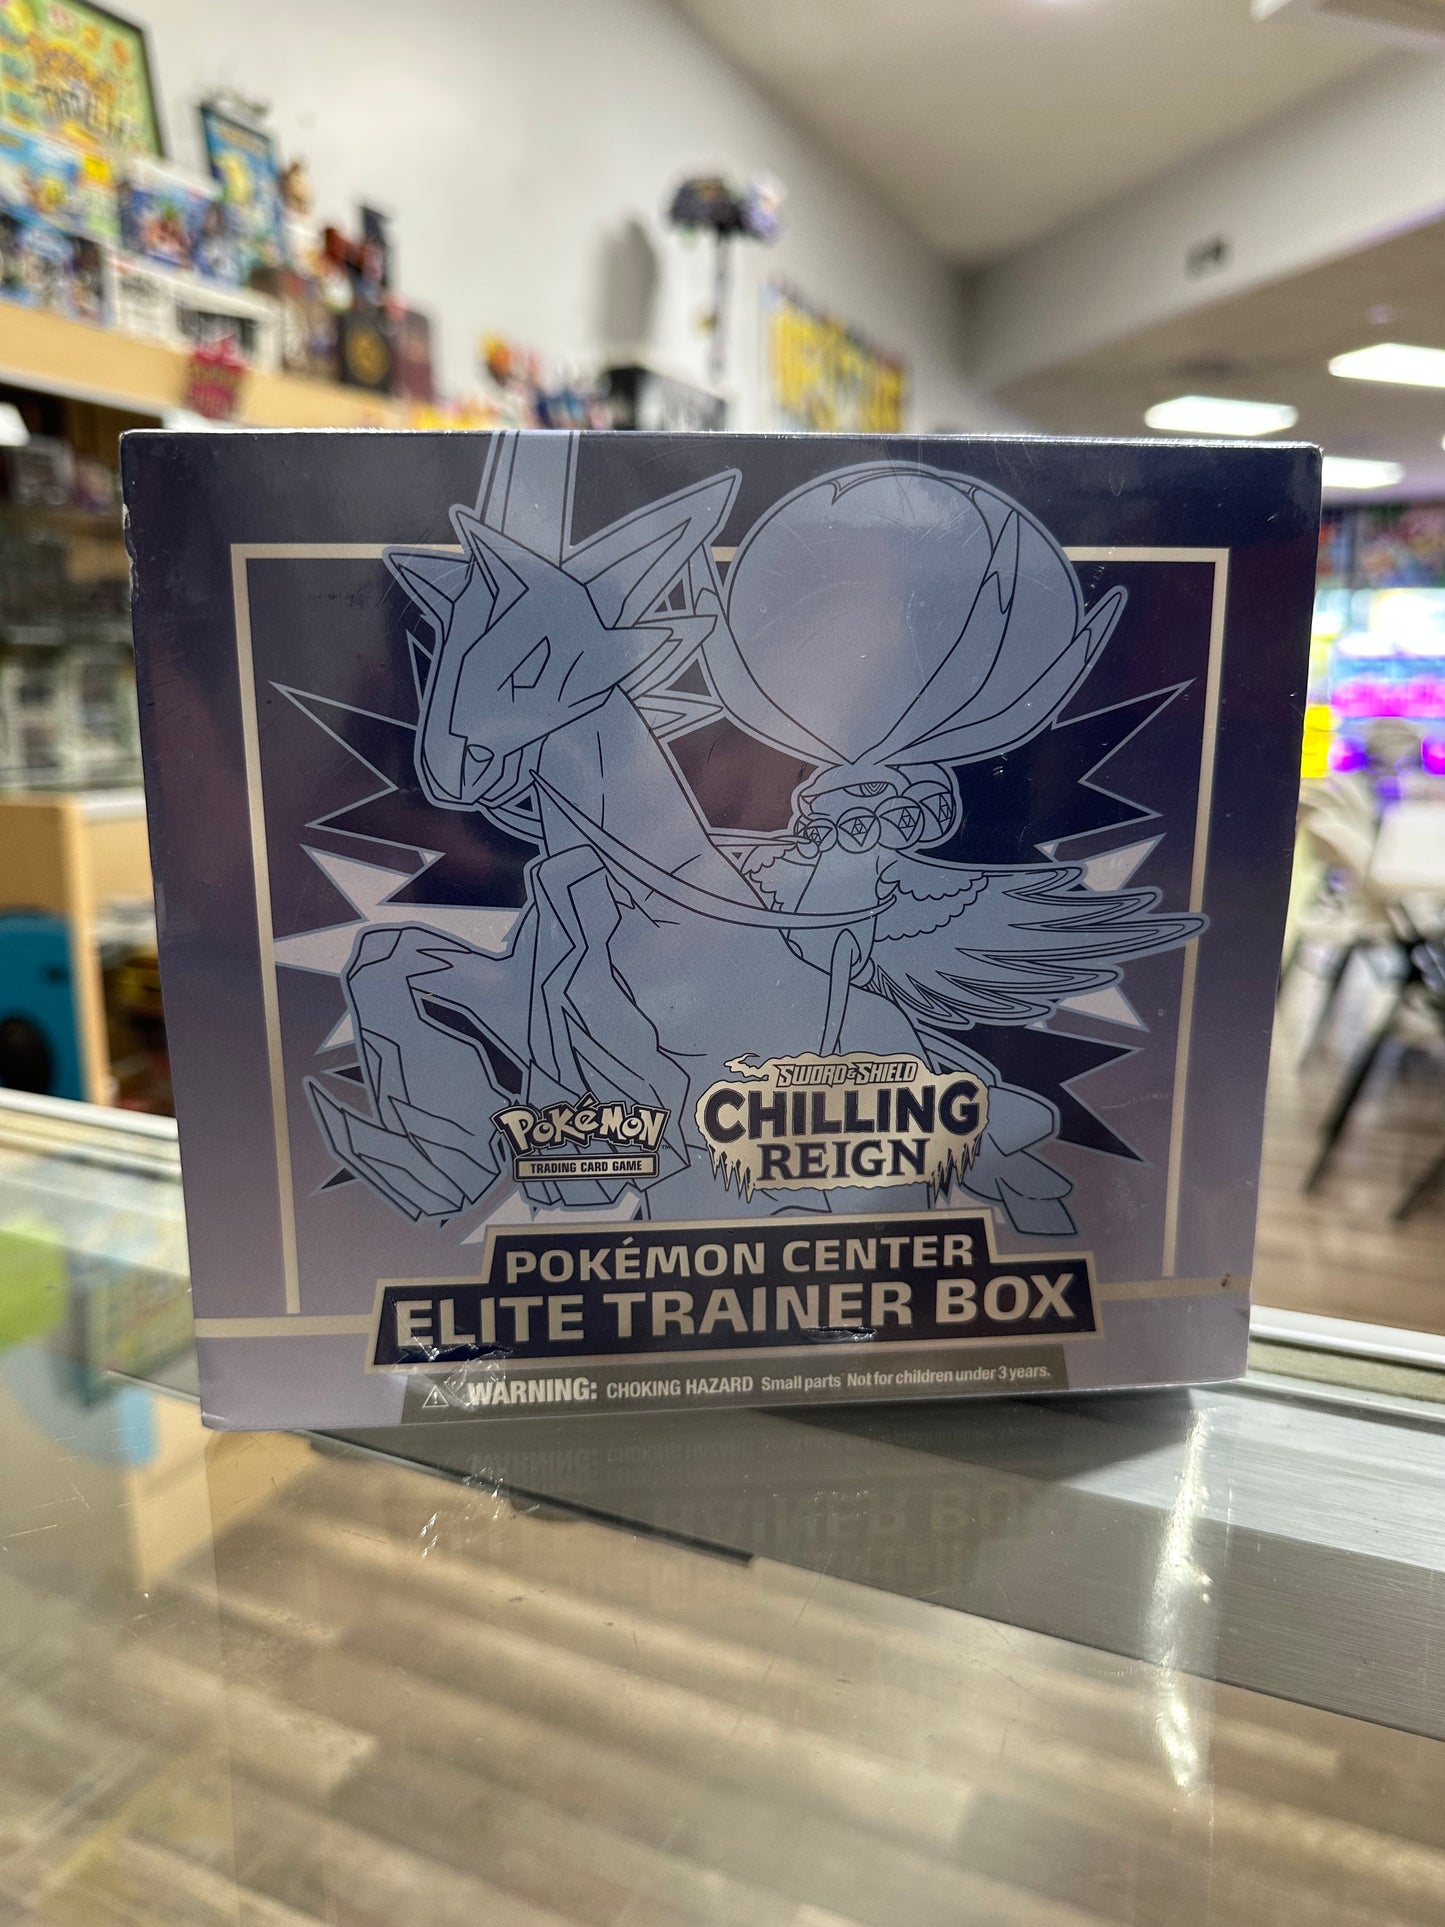 SWORD & SHIELD
CHILLING
REIGN
POKéMON
TRADING CARD GAME
POKÉMON CENTER
ELITE TRAINER BOX
WARNING: CHOKING HAZARD Small parts Not for children under 3 years.